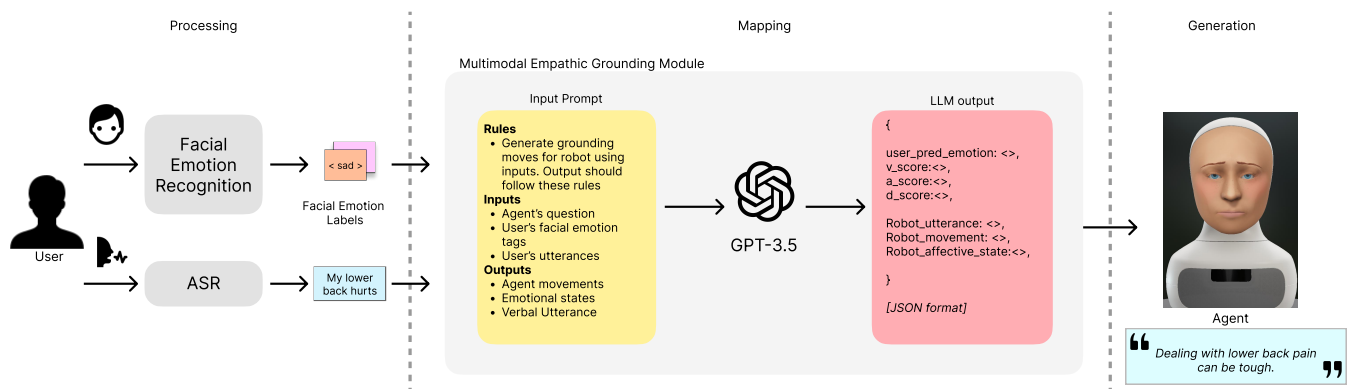 Processing
Mapping
Generation
Multimodal Empathic Grounding Module
Input Prompt
LLM output
Facial
Emotion
Recognition
< sad >
Facial Emotion
Labels
User
ASR
My lower
back hurts
Rules
• Generate grounding
moves for robot using
inputs. Output should
follow these rules
Inputs
• Agent's question
• User's facial emotion
tags
• User's utterances
Outputs
• Agent movements
• Emotional states
• Verbal Utterance
GPT-3.5
{
user_pred_emotion: <>,
v_score:<>,
a_score:<>,
d_score:<>,
Robot_utterance: <>,
Robot_movement: <>,
Robot_affective_state:<>,
}
[JSON format]
Agent
“ Dealing with lower back pain
can be tough. ”